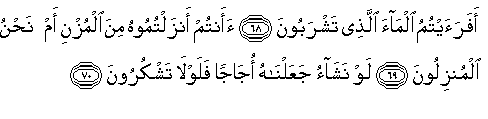 أَفَرَءَيْتُمُ ٱلْمَآءَ ٱلَّذِى تَشْرَبُونَ ﴿٦٨﴾ ءَأَنتُمْ أَنزَلْتُمُوهُ مِنَ ٱلْمُزْنِ أَمْ نَحْنُ
ٱلْمُنزِلُونَ ﴿٦٩﴾ لَوْ نَشَآءُ جَعَلْنَـٰهُ أُجَاجًا فَلَوْلَا تَشْكُرُونَ ﴿٧٠﴾